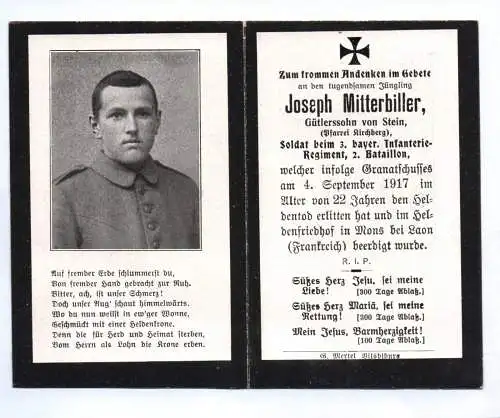 Auf fremder Erde schlummerst du,
Von fremder Hand gebracht zur Ruh.
Bitter, ach, ist unser Schmerz!
Doch unser Aug' schaut himmelwärts.
Wo du nun weilst in ew'ger Wonne,
Geschmückt mit einer Heldenkrone.
Denn die für Herd und Heimat sterben,
Vom Herrn als Lohn die Krone erben.
Zum frommen Andenken im Gebete
an den tugendsamen Jüngling
Joseph Mitterbiller,
Gütlerssohn von Stein,
(Pfarrei Kirchberg),
Soldat beim 3. bayer. Infanterie-
Regiment, 2. Bataillon,
welcher infolge Granatschusses
am 4. September 1917 im
Alter von 22 Jahren den Hel-
dentod erlitten hat und im Hel-
denfriedhof in Mons bei Laon
(Frankreich) beerdigt wurde.
R. I. P.
Süßes Herz Jesu, sei meine
Liebe! [300 Tage Ablaß.]
Süßes Herz Mariä, sei meine
Rettung! [300 Tage Ablaß.]
Mein Jesus, Barmherzigkeit!
[100 Tage Ablaß.]
G. Mertel Vilsbiburg